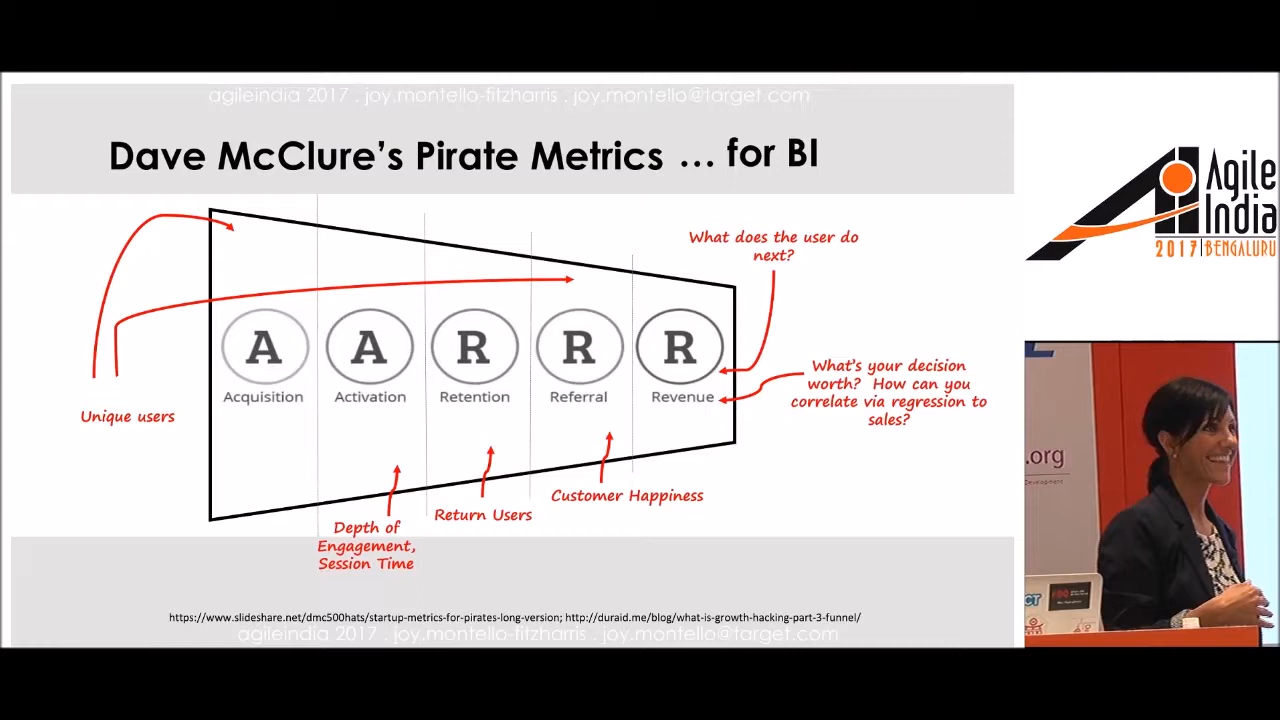 agileindia 2017 . joy.montello-fitzharris . joy.montello@target.com
Dave McClure's Pirate Metrics ... for BI
Agile
India
2017 | BENGALURU
What does the user do
next?
A A R R R
Acquisition Activation Retention Referral Revenue
What's your decision
worth? How can you
correlate via regression to
sales?
Unique users
Customer Happiness
Return Users
Depth of
Engagement,
Session Time
.org
https://www.slideshare.net/dmc500hats/startup-metrics-for-pirates-long-version; http://duraid.me/blog/what-is-growth-hacking-part-3-funnel/
agileindia 2017 . joy.montello-fitzharris . joy.montello@target.com